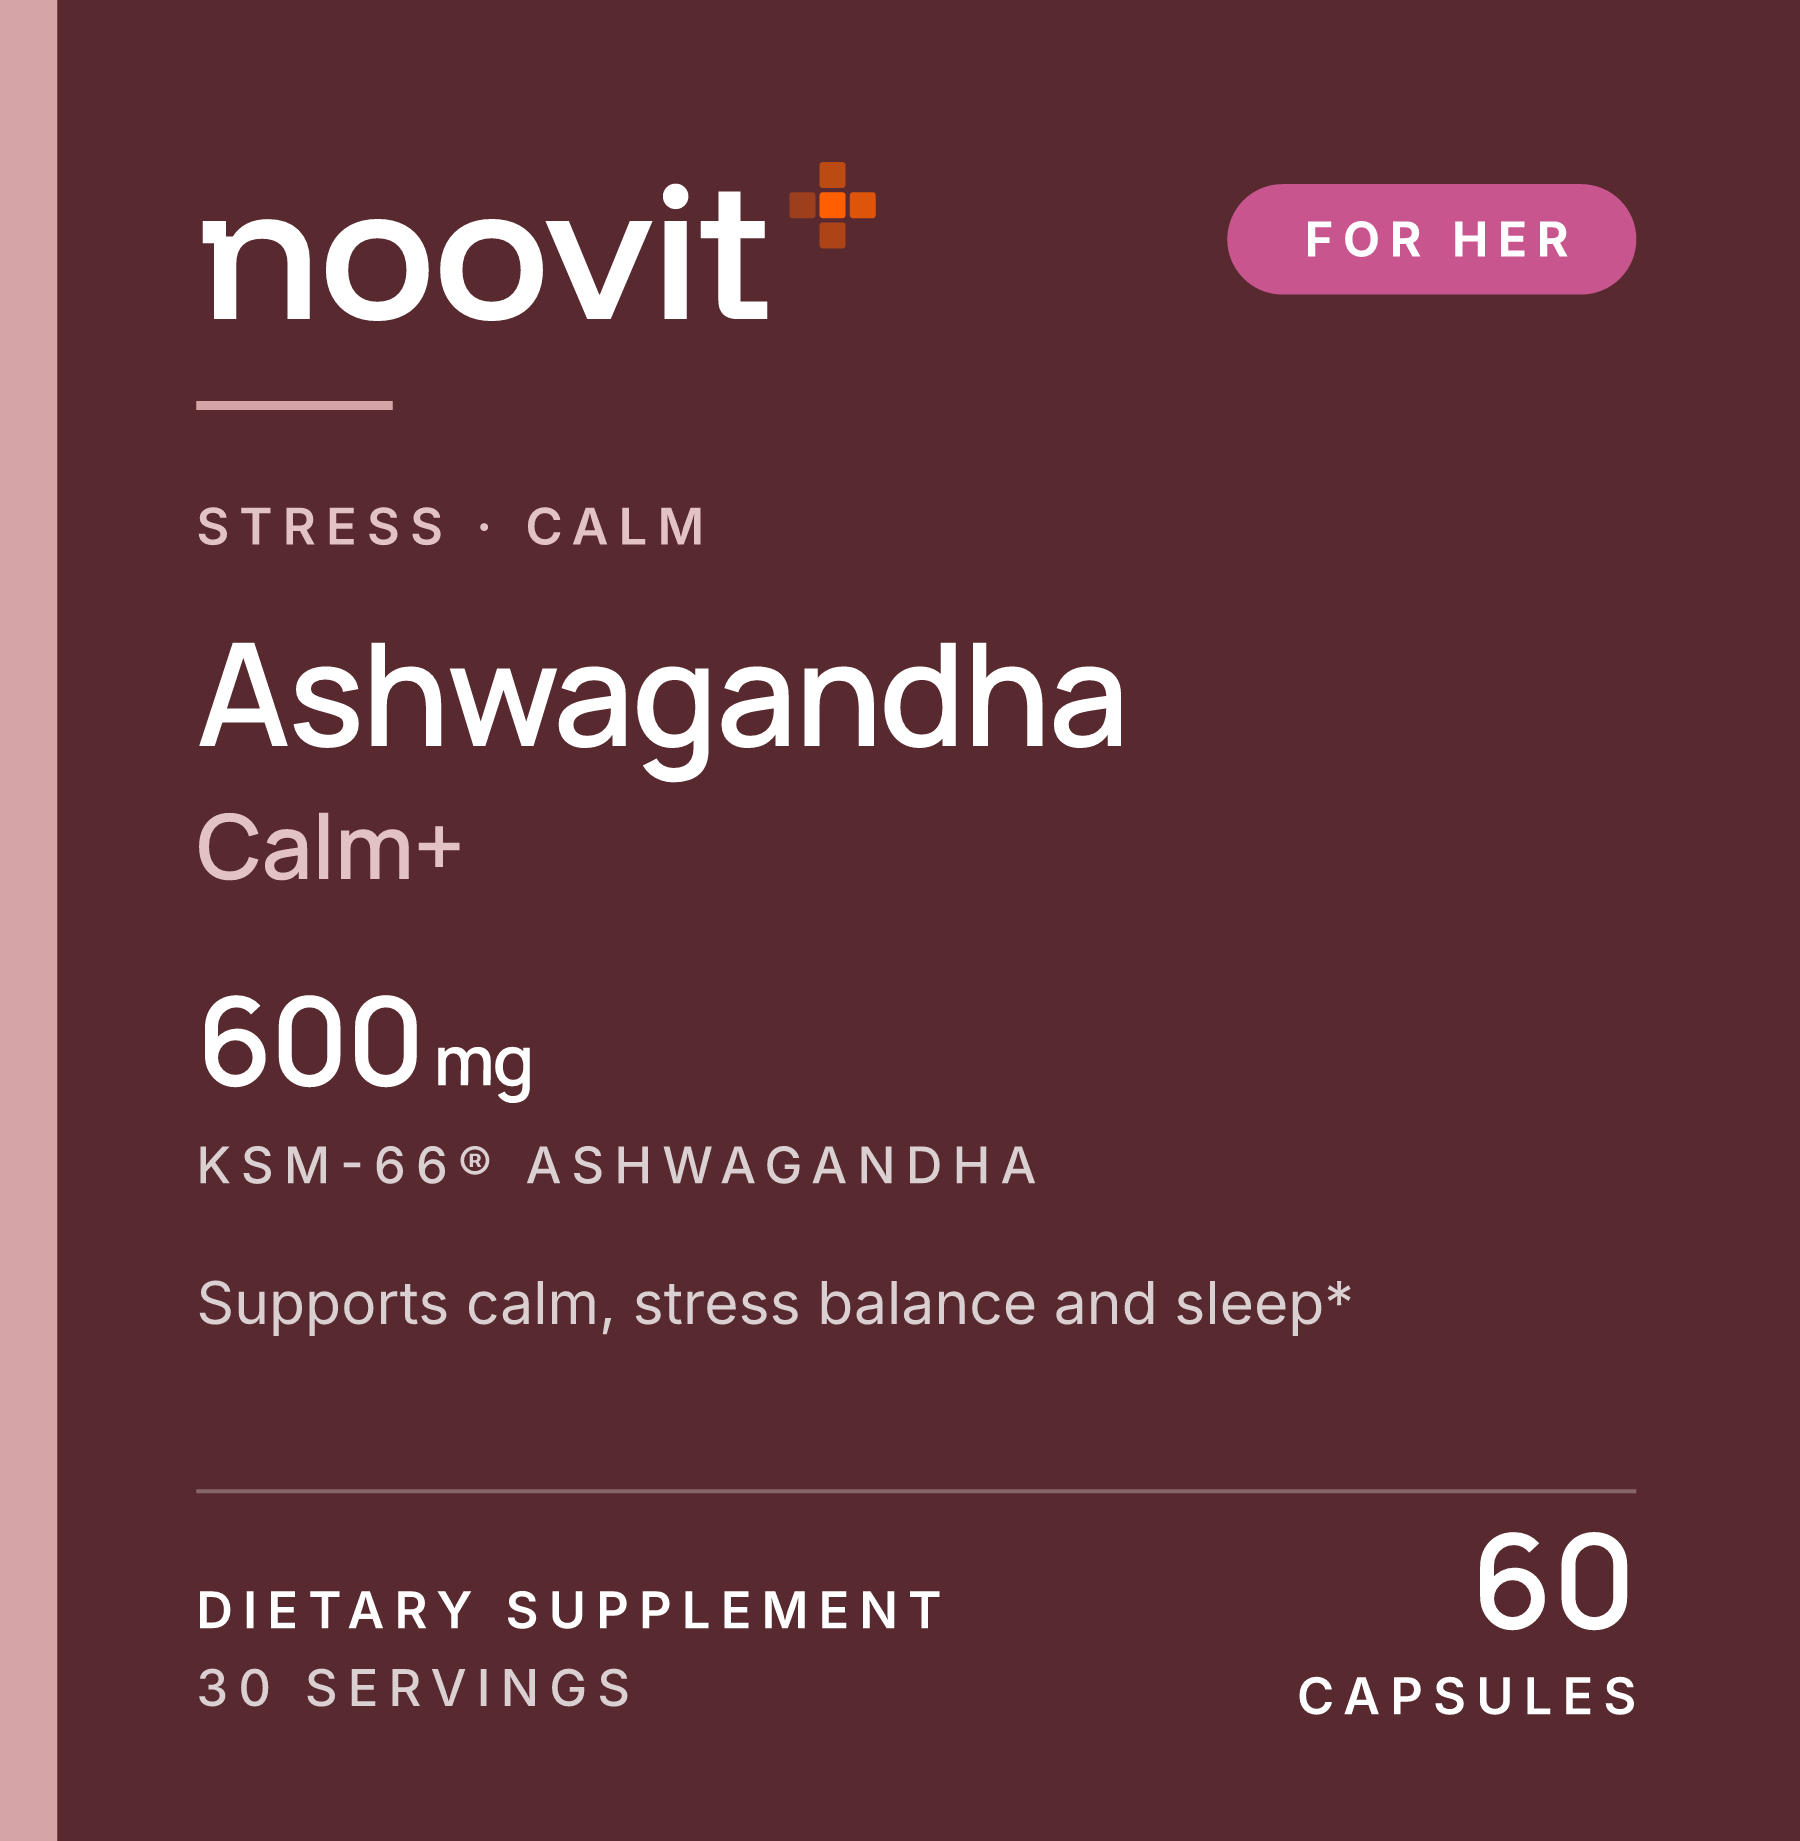 noovit
FOR HER
STRESS · CALM
Ashwagandha
Calm+
600 mg
KSM-66® ASHWAGANDHA
Supports calm, stress balance and sleep*
DIETARY SUPPLEMENT
30 SERVINGS
60
CAPSULES